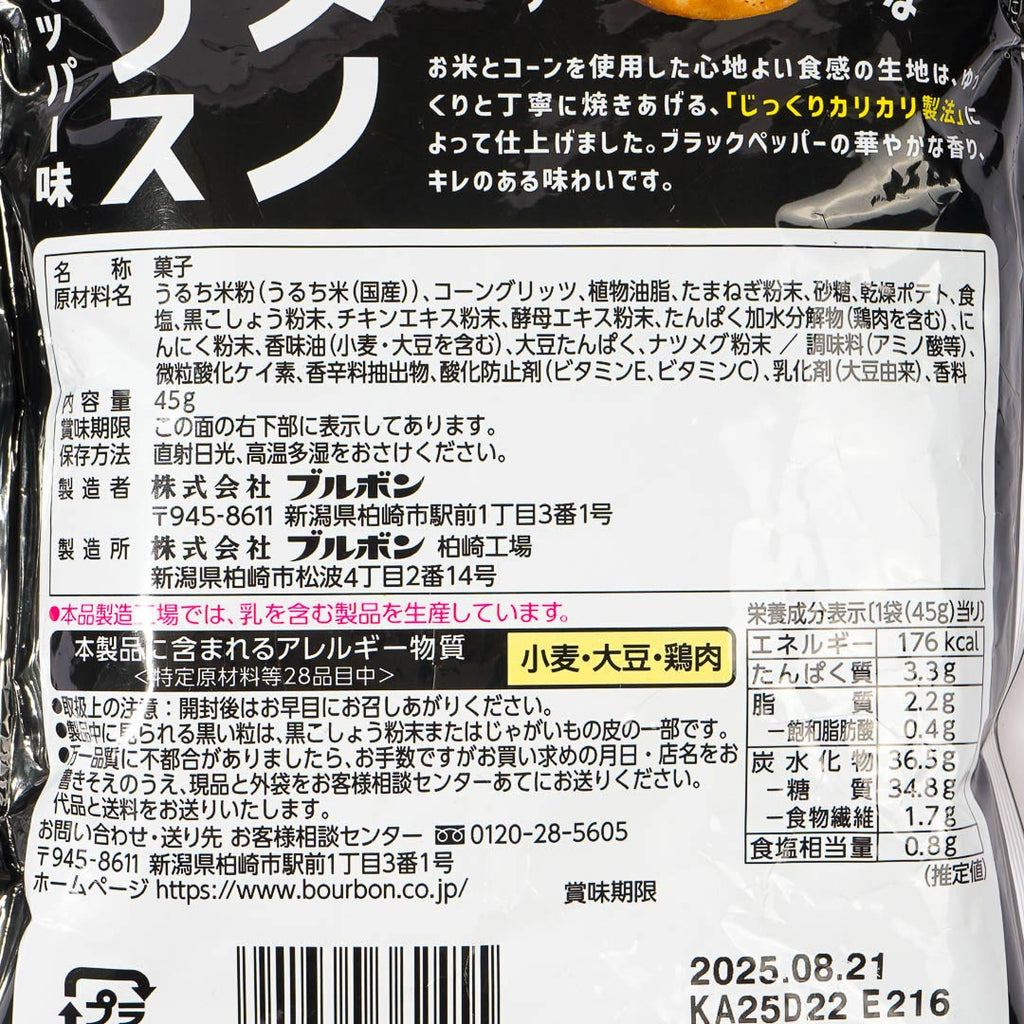 ッパー味
ス
ノ
は
お米とコーンを使用した心地よい食感の生地は、ゆっ
くりと丁寧に焼きあげる、「じっくりカリカリ製法」に
よって仕上げました。ブラックペッパーの華やかな香り、
キレのある味わいです。
名称 菓子
原材料名 うるち米粉(うるち米(国産))、コーングリッツ、植物油脂、たまねぎ粉末、砂糖、乾燥ポテト、食
塩、黒こしょう粉末、チキンエキス粉末、酵母エキス粉末、たんぱく加水分解物(鶏肉を含む)、に
んにく粉末、香味油(小麦・大豆を含む)、大豆たんぱく、ナツメグ粉末 / 調味料(アミノ酸等)、
微粒酸化ケイ素、香辛料抽出物、酸化防止剤(ビタミンE、ビタミンC)、乳化剤(大豆由来)、香料
内容量 45g
賞味期限 この面の右下部に表示してあります。
保存方法 直射日光、高温多湿をおさけください。
製造者 株式会社 ブルボン
〒945-8611 新潟県柏崎市駅前1丁目3番1号
製造所 株式会社 ブルボン 柏崎工場
新潟県柏崎市松波4丁目2番14号
●本品製造工場では、乳を含む製品を生産しています。
本製品に含まれるアレルギー物質
<特定原材料等28品目中>
小麦・大豆・鶏肉
●取扱上の注意:開封後はお早目にお召しあがりください。
●製品中に見られる黒い粒は、黒こしょう粉末またはじゃがいもの皮の一部です。
●万一品質に不都合がありましたら、お手数ですがお買い求めの月日・店名をお
書きそえのうえ、現品と外袋をお客様相談センターあてにお送りください。
代品と送料をお送りいたします。
お問い合わせ・送り先 お客様相談センター 0120-28-5605
〒945-8611 新潟県柏崎市駅前1丁目3番1号
ホームページ https://www.bourbon.co.jp/
栄養成分表示〔1袋(45g)当り〕
エネルギー 176 kcal
たんぱく質 3.3g
脂質 2.2g
ー飽和脂肪酸 0.4g
炭水化物 36.5g
ー糖質 34.8g
ー食物繊維 1.7g
食塩相当量 0.8g
(推定値)
賞味期限
2025.08.21
KA25D22 E216
プラ